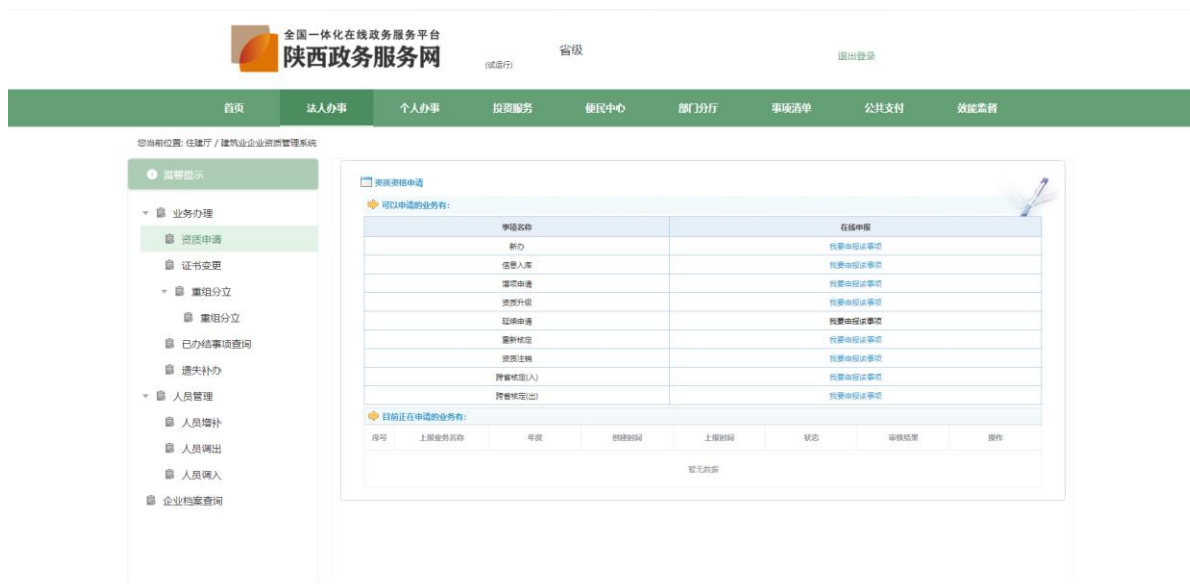 全国一体化在线政务服务平台
陕西政务服务网
(试运行)
省级
退出登录
首页 法人办事 个人办事 投资服务 便民中心 部门分厅 事项清单 公共支付 效能监督
您当前位置: 住建厅 / 建筑业企业资质管理系统
温馨提示
业务办理
资质申请
证书变更
重组分立
重组分立
已办结事项查询
遗失补办
人员管理
人员增补
人员调出
人员调入
企业档案查询
资质资格申请
可以申请的业务有:
事项名称 在线申报
新办 我要申报该事项
信息入库 我要申报该事项
增项申请 我要申报该事项
资质升级 我要申报该事项
延续申请 我要申报该事项
重新核定 我要申报该事项
资质注销 我要申报该事项
跨省核定(入) 我要申报该事项
跨省核定(出) 我要申报该事项
目前正在申请的业务有:
序号 上报业务名称 年度 创建时间 上报时间 状态 审核结果 操作
暂无数据